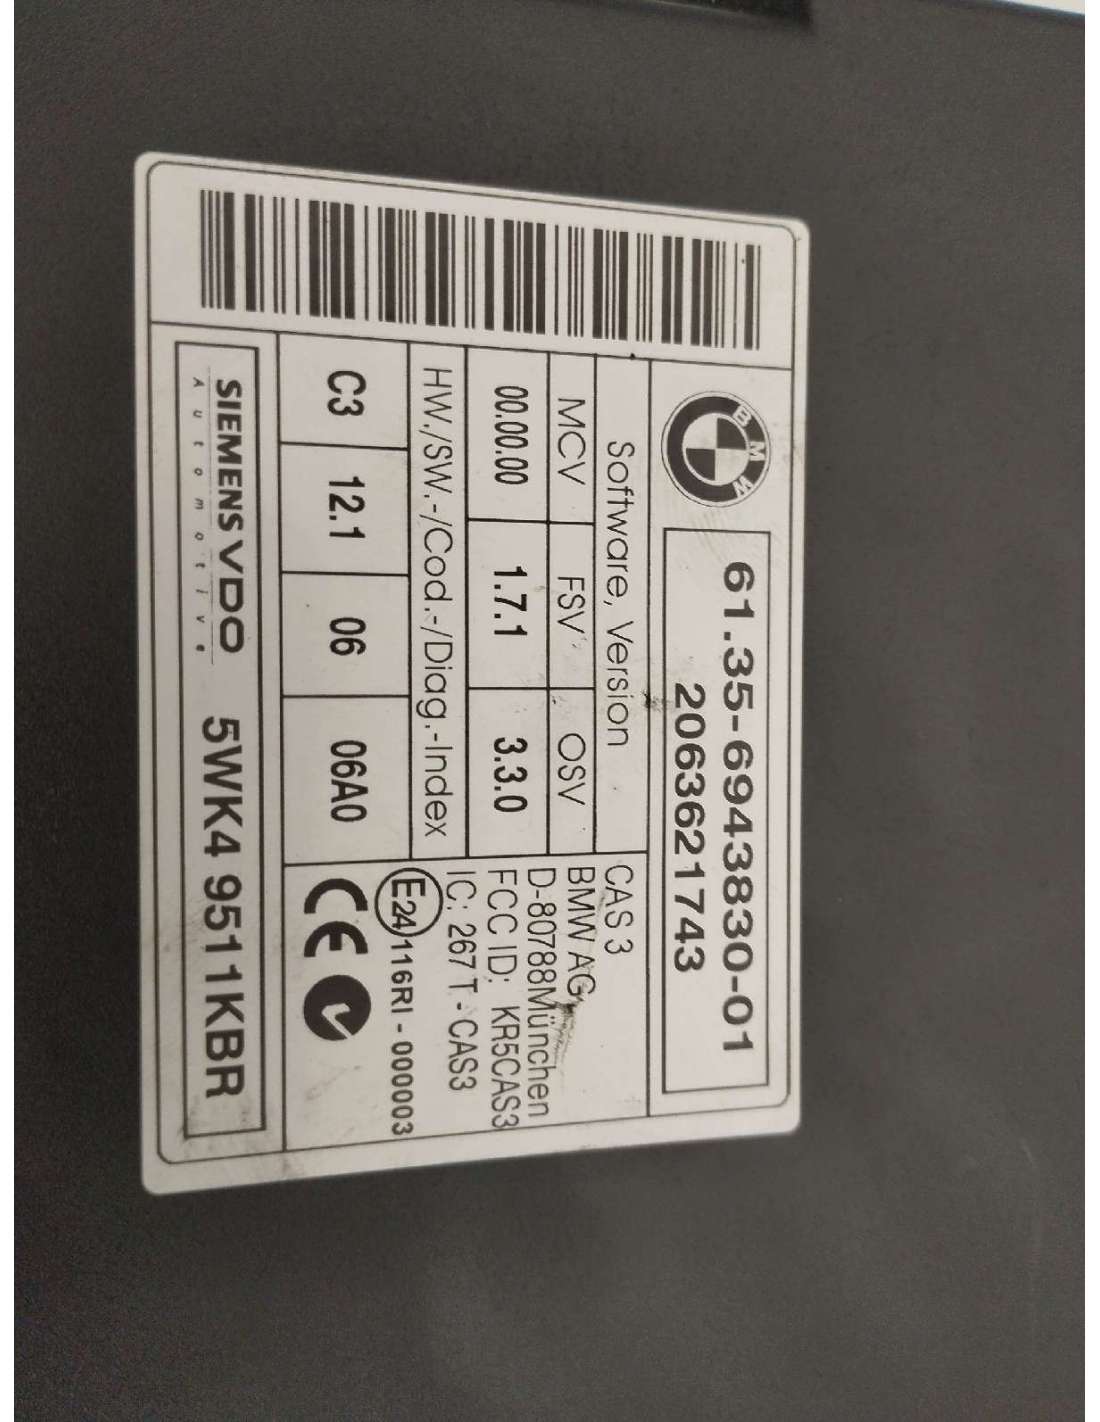 BMW
61.35-6943830-01
2063621743
Software, Version
MCV FSV OSV
00.00.00 1.7.1 3.3.0
HW./SW.-/Cod.-/Diag.-Index
C3 12.1 06 06A0
CAS 3
BMW AG
D-80788München
FCC ID: KR5CAS3
IC: 267 T - CAS3
E24 116RI - 000003
CE
SIEMENS VDO
Automotive
5WK4 9511KBR